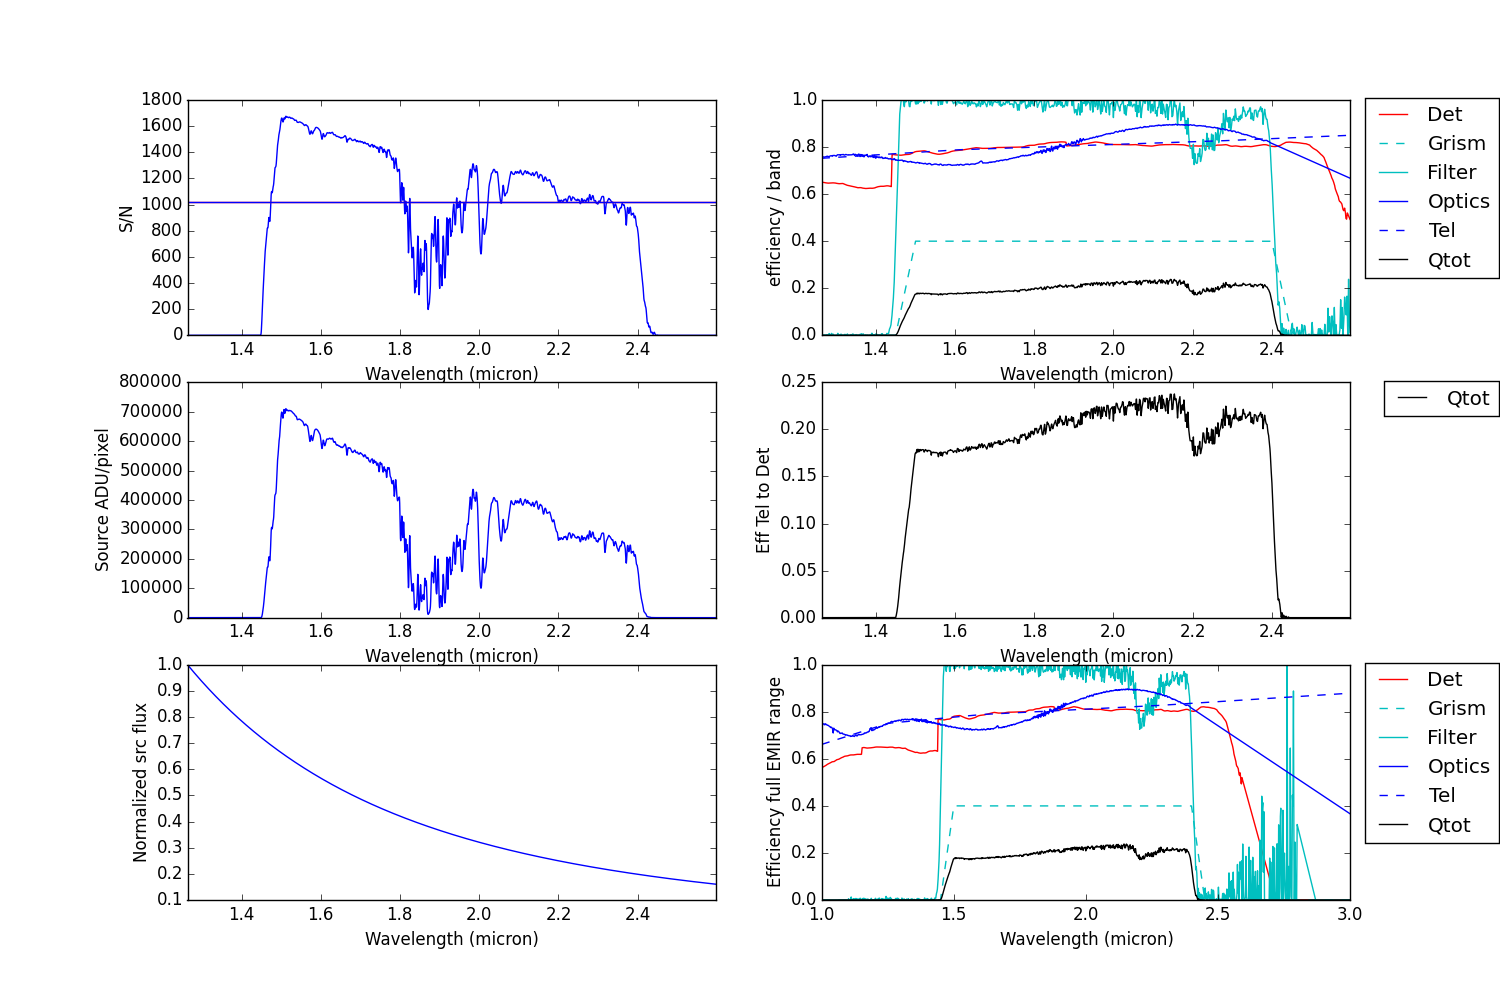 1800
1600
1400
1200
1000
800
600
400
200
0
S/N
1.4 1.6 1.8 2.0 2.2 2.4
Wavelength (micron)
1.0
0.8
0.6
0.4
0.2
0.0
efficiency / band
1.4 1.6 1.8 2.0 2.2 2.4
Wavelength (micron)
Det
Grism
Filter
Optics
Tel
Qtot
800000
700000
600000
500000
400000
300000
200000
100000
0
Source ADU/pixel
1.4 1.6 1.8 2.0 2.2 2.4
Wavelength (micron)
0.25
0.20
0.15
0.10
0.05
0.00
Eff Tel to Det
1.4 1.6 1.8 2.0 2.2 2.4
Wavelength (micron)
Qtot
1.0
0.9
0.8
0.7
0.6
0.5
0.4
0.3
0.2
0.1
Normalized src flux
1.4 1.6 1.8 2.0 2.2 2.4
Wavelength (micron)
1.0
0.8
0.6
0.4
0.2
0.0
Efficiency full EMIR range
1.0 1.5 2.0 2.5 3.0
Wavelength (micron)
Det
Grism
Filter
Optics
Tel
Qtot